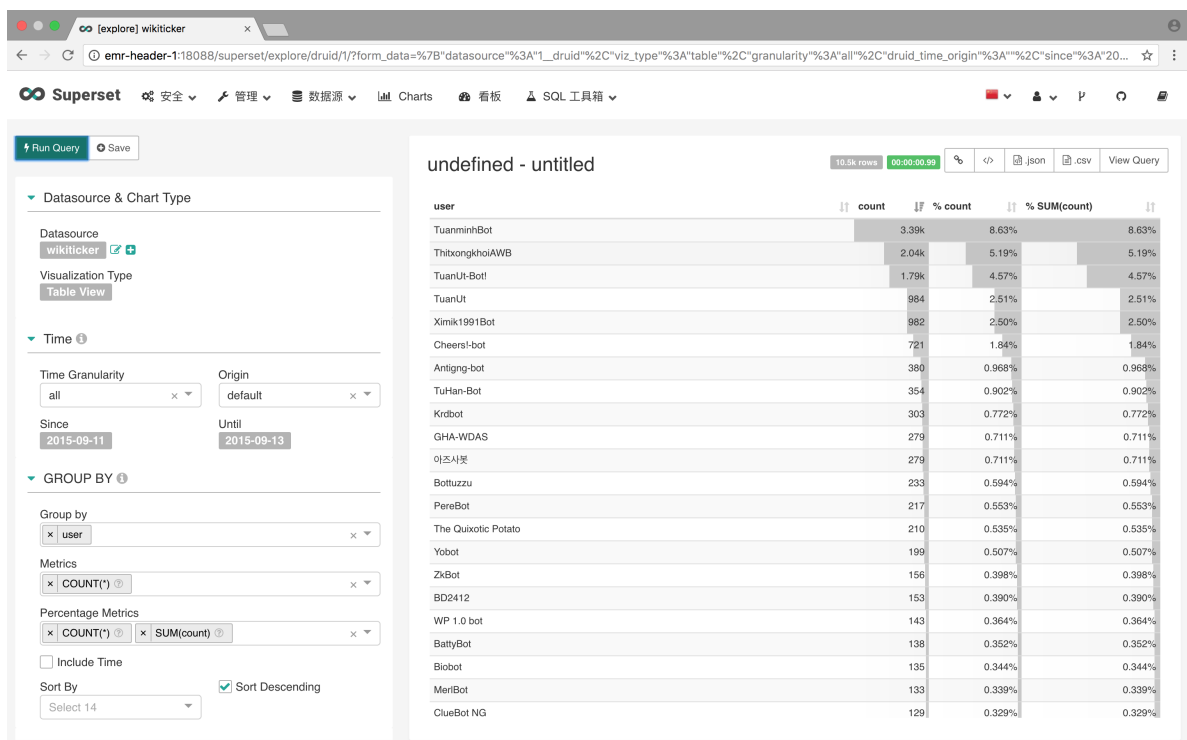 [explore] wikiticker
emr-header-1:18088/superset/explore/druid/1/?form_data=%7B"datasource"%3A"1__druid"%2C"viz_type"%3A"table"%2C"granularity"%3A"all"%2C"druid_time_origin"%3A""%2C"since"%3A"20...
Superset 安全 管理 数据源 Charts 看板 SQL 工具箱
Run Query Save
undefined - untitled
10.5k rows 00:00:00.99 </> .json .csv View Query
Datasource & Chart Type
Datasource
wikiticker
Visualization Type
Table View
Time
Time Granularity Origin
all × default ×
Since Until
2015-09-11 2015-09-13
GROUP BY
Group by
× user ×
Metrics
× COUNT(*) ×
Percentage Metrics
× COUNT(*) × SUM(count) ×
Include Time
Sort By Sort Descending
Select 14
user count % count % SUM(count)
TuanminhBot 3.39k 8.63% 8.63%
ThitxongkhoiAWB 2.04k 5.19% 5.19%
TuanUt-Bot! 1.79k 4.57% 4.57%
TuanUt 984 2.51% 2.51%
Ximik1991Bot 982 2.50% 2.50%
Cheers!-bot 721 1.84% 1.84%
Antigng-bot 380 0.968% 0.968%
TuHan-Bot 354 0.902% 0.902%
Krdbot 303 0.772% 0.772%
GHA-WDAS 279 0.711% 0.711%
아즈사봇 279 0.711% 0.711%
Bottuzzu 233 0.594% 0.594%
PereBot 217 0.553% 0.553%
The Quixotic Potato 210 0.535% 0.535%
Yobot 199 0.507% 0.507%
ZkBot 156 0.398% 0.398%
BD2412 153 0.390% 0.390%
WP 1.0 bot 143 0.364% 0.364%
BattyBot 138 0.352% 0.352%
Biobot 135 0.344% 0.344%
MerlBot 133 0.339% 0.339%
ClueBot NG 129 0.329% 0.329%